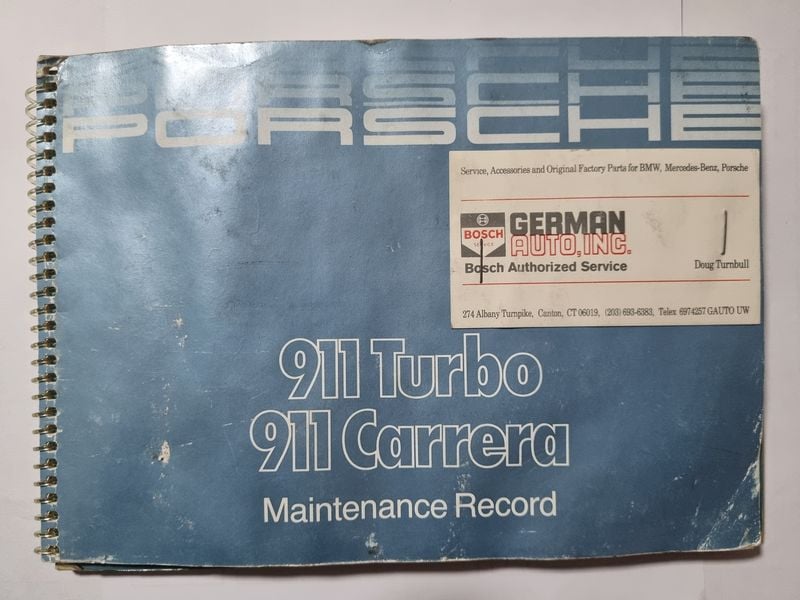 PORSCHE
PORSCHE
PORSCHE
Service, Accessories and Original Factory Parts for BMW, Mercedes-Benz, Porsche
BOSCH
SERVICE
GERMAN
AUTO, INC.
Bosch Authorized Service
Doug Turnbull
274 Albany Turnpike, Canton, CT 06019, (203) 693-6383, Telex 6974257 GAUTO UW
911 Turbo
911 Carrera
Maintenance Record